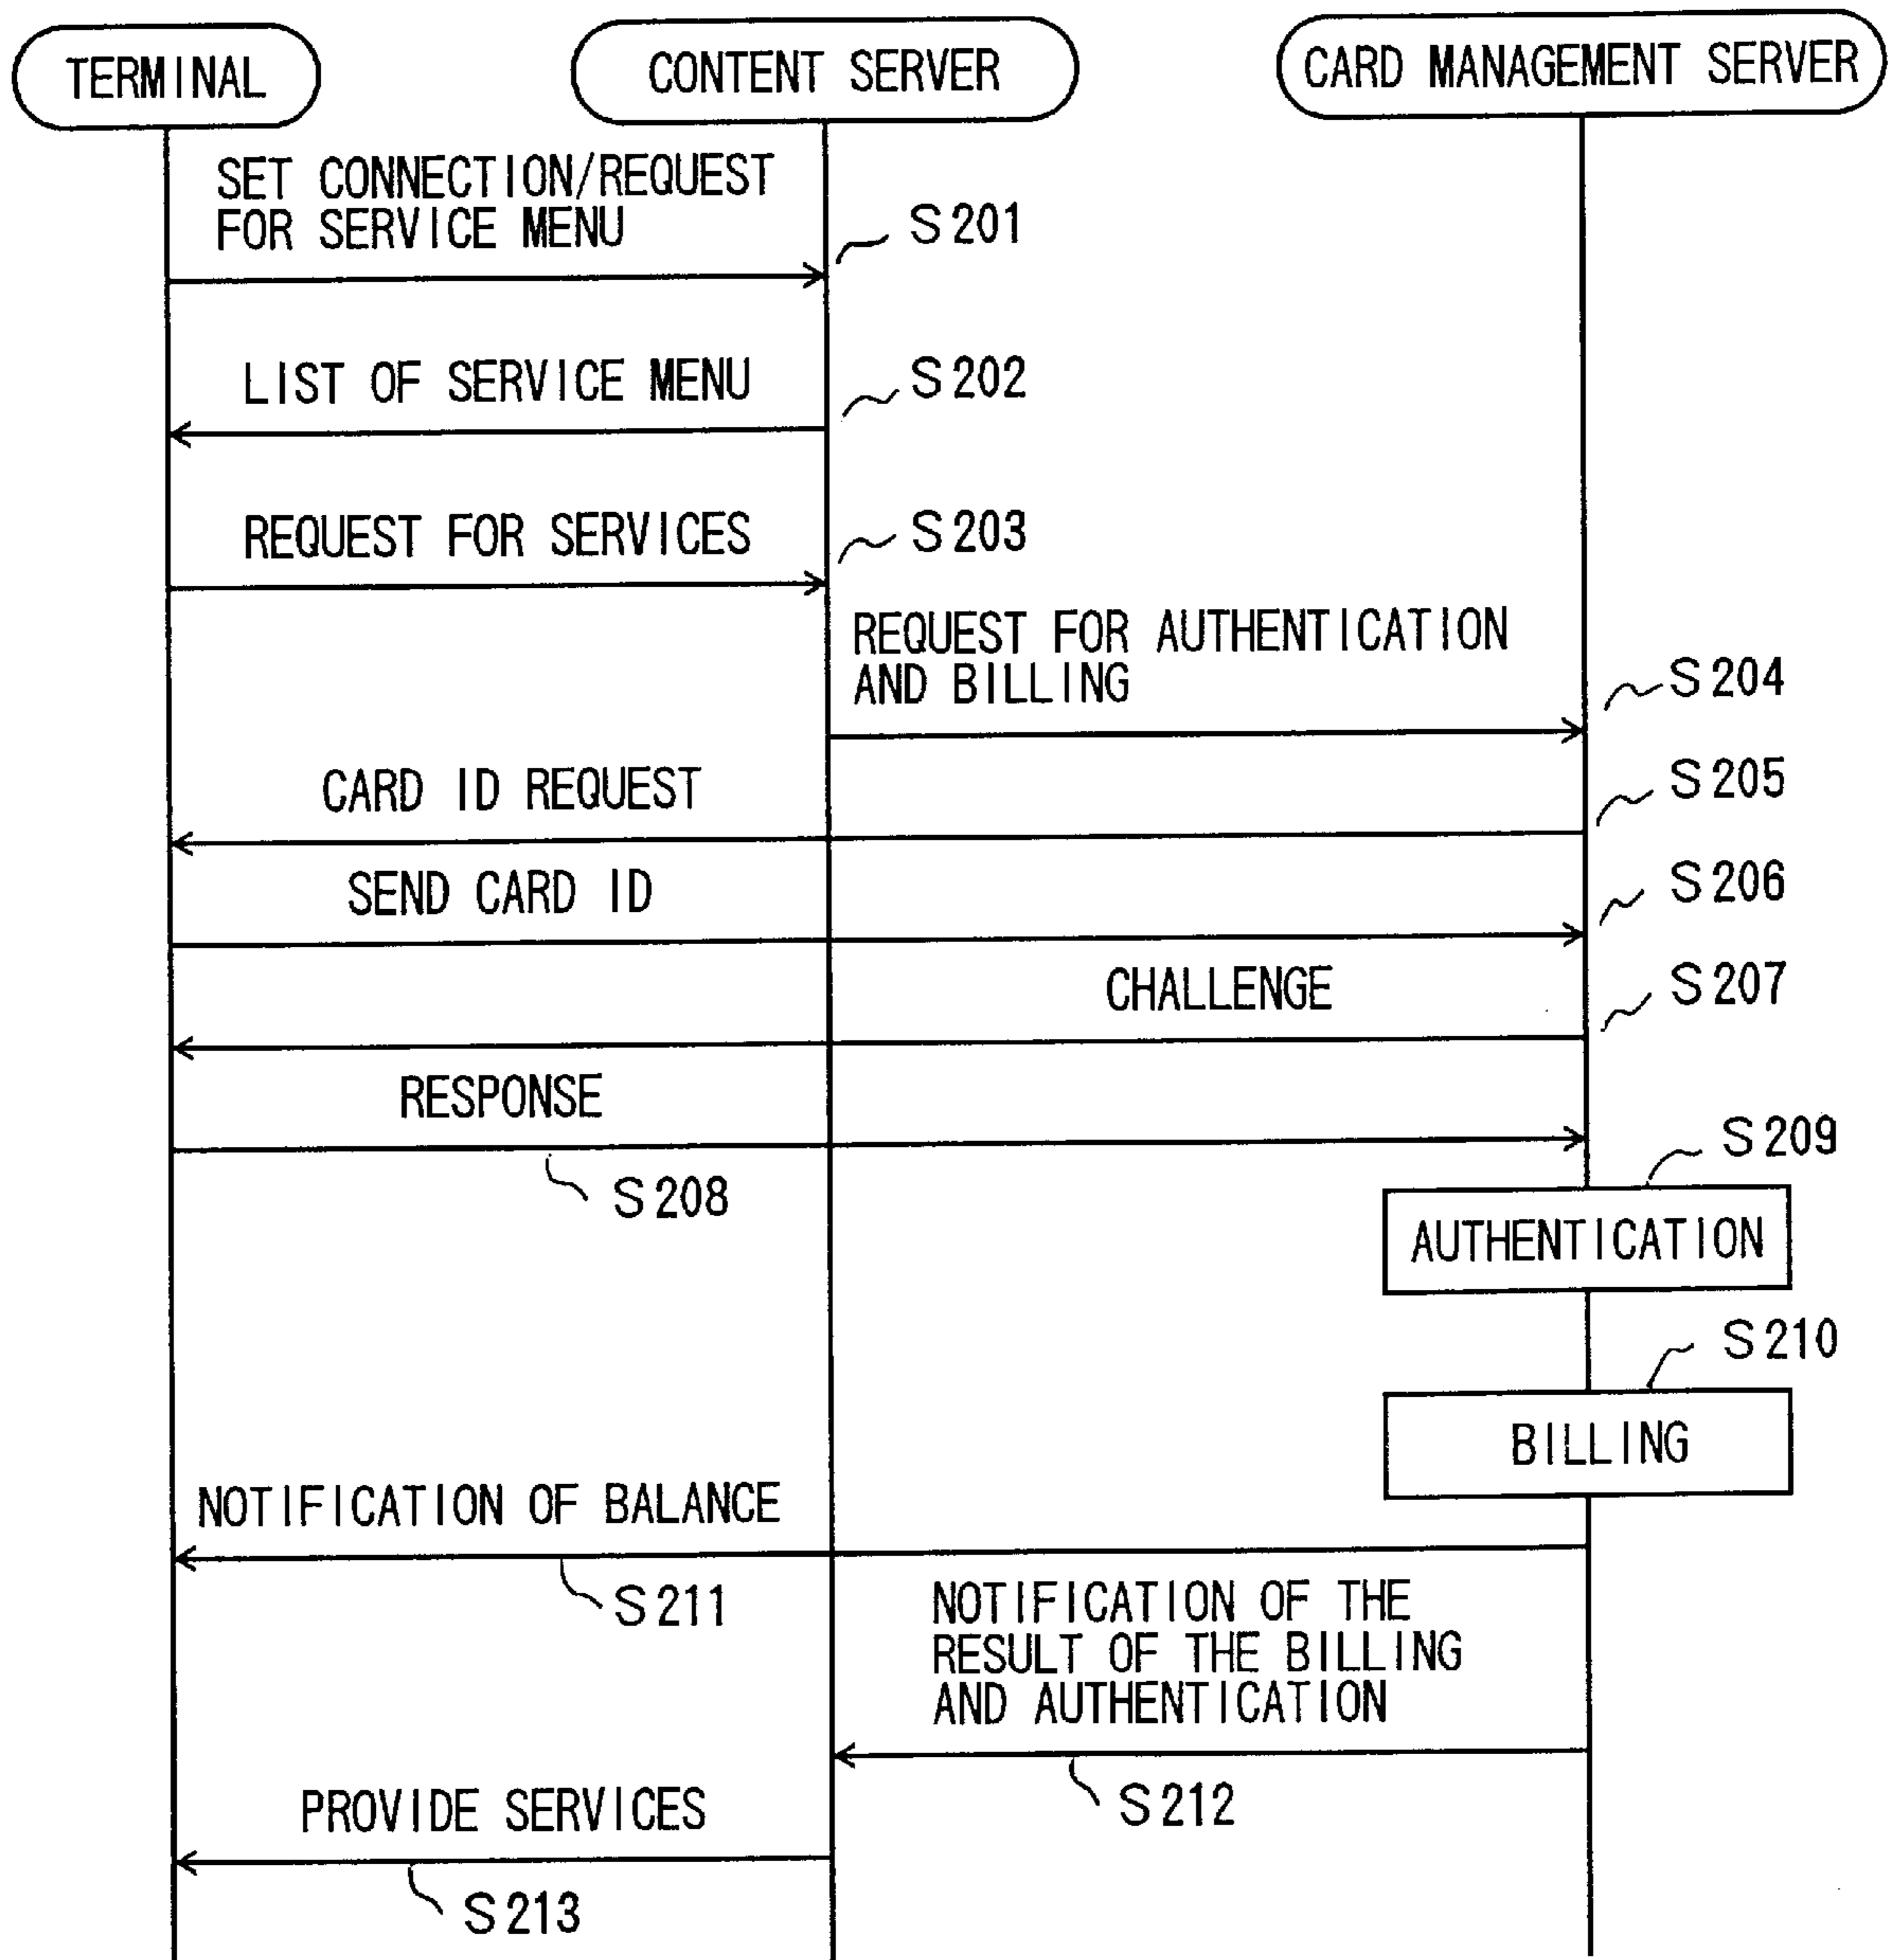 TERMINAL
CONTENT SERVER
CARD MANAGEMENT SERVER
SET CONNECTION/REQUEST
FOR SERVICE MENU
S201
LIST OF SERVICE MENU
S202
REQUEST FOR SERVICES
S203
REQUEST FOR AUTHENTICATION
AND BILLING
S204
CARD ID REQUEST
S205
SEND CARD ID
S206
CHALLENGE
S207
RESPONSE
S208
S209
AUTHENTICATION
S210
BILLING
NOTIFICATION OF BALANCE
S211
NOTIFICATION OF THE
RESULT OF THE BILLING
AND AUTHENTICATION
S212
PROVIDE SERVICES
S213